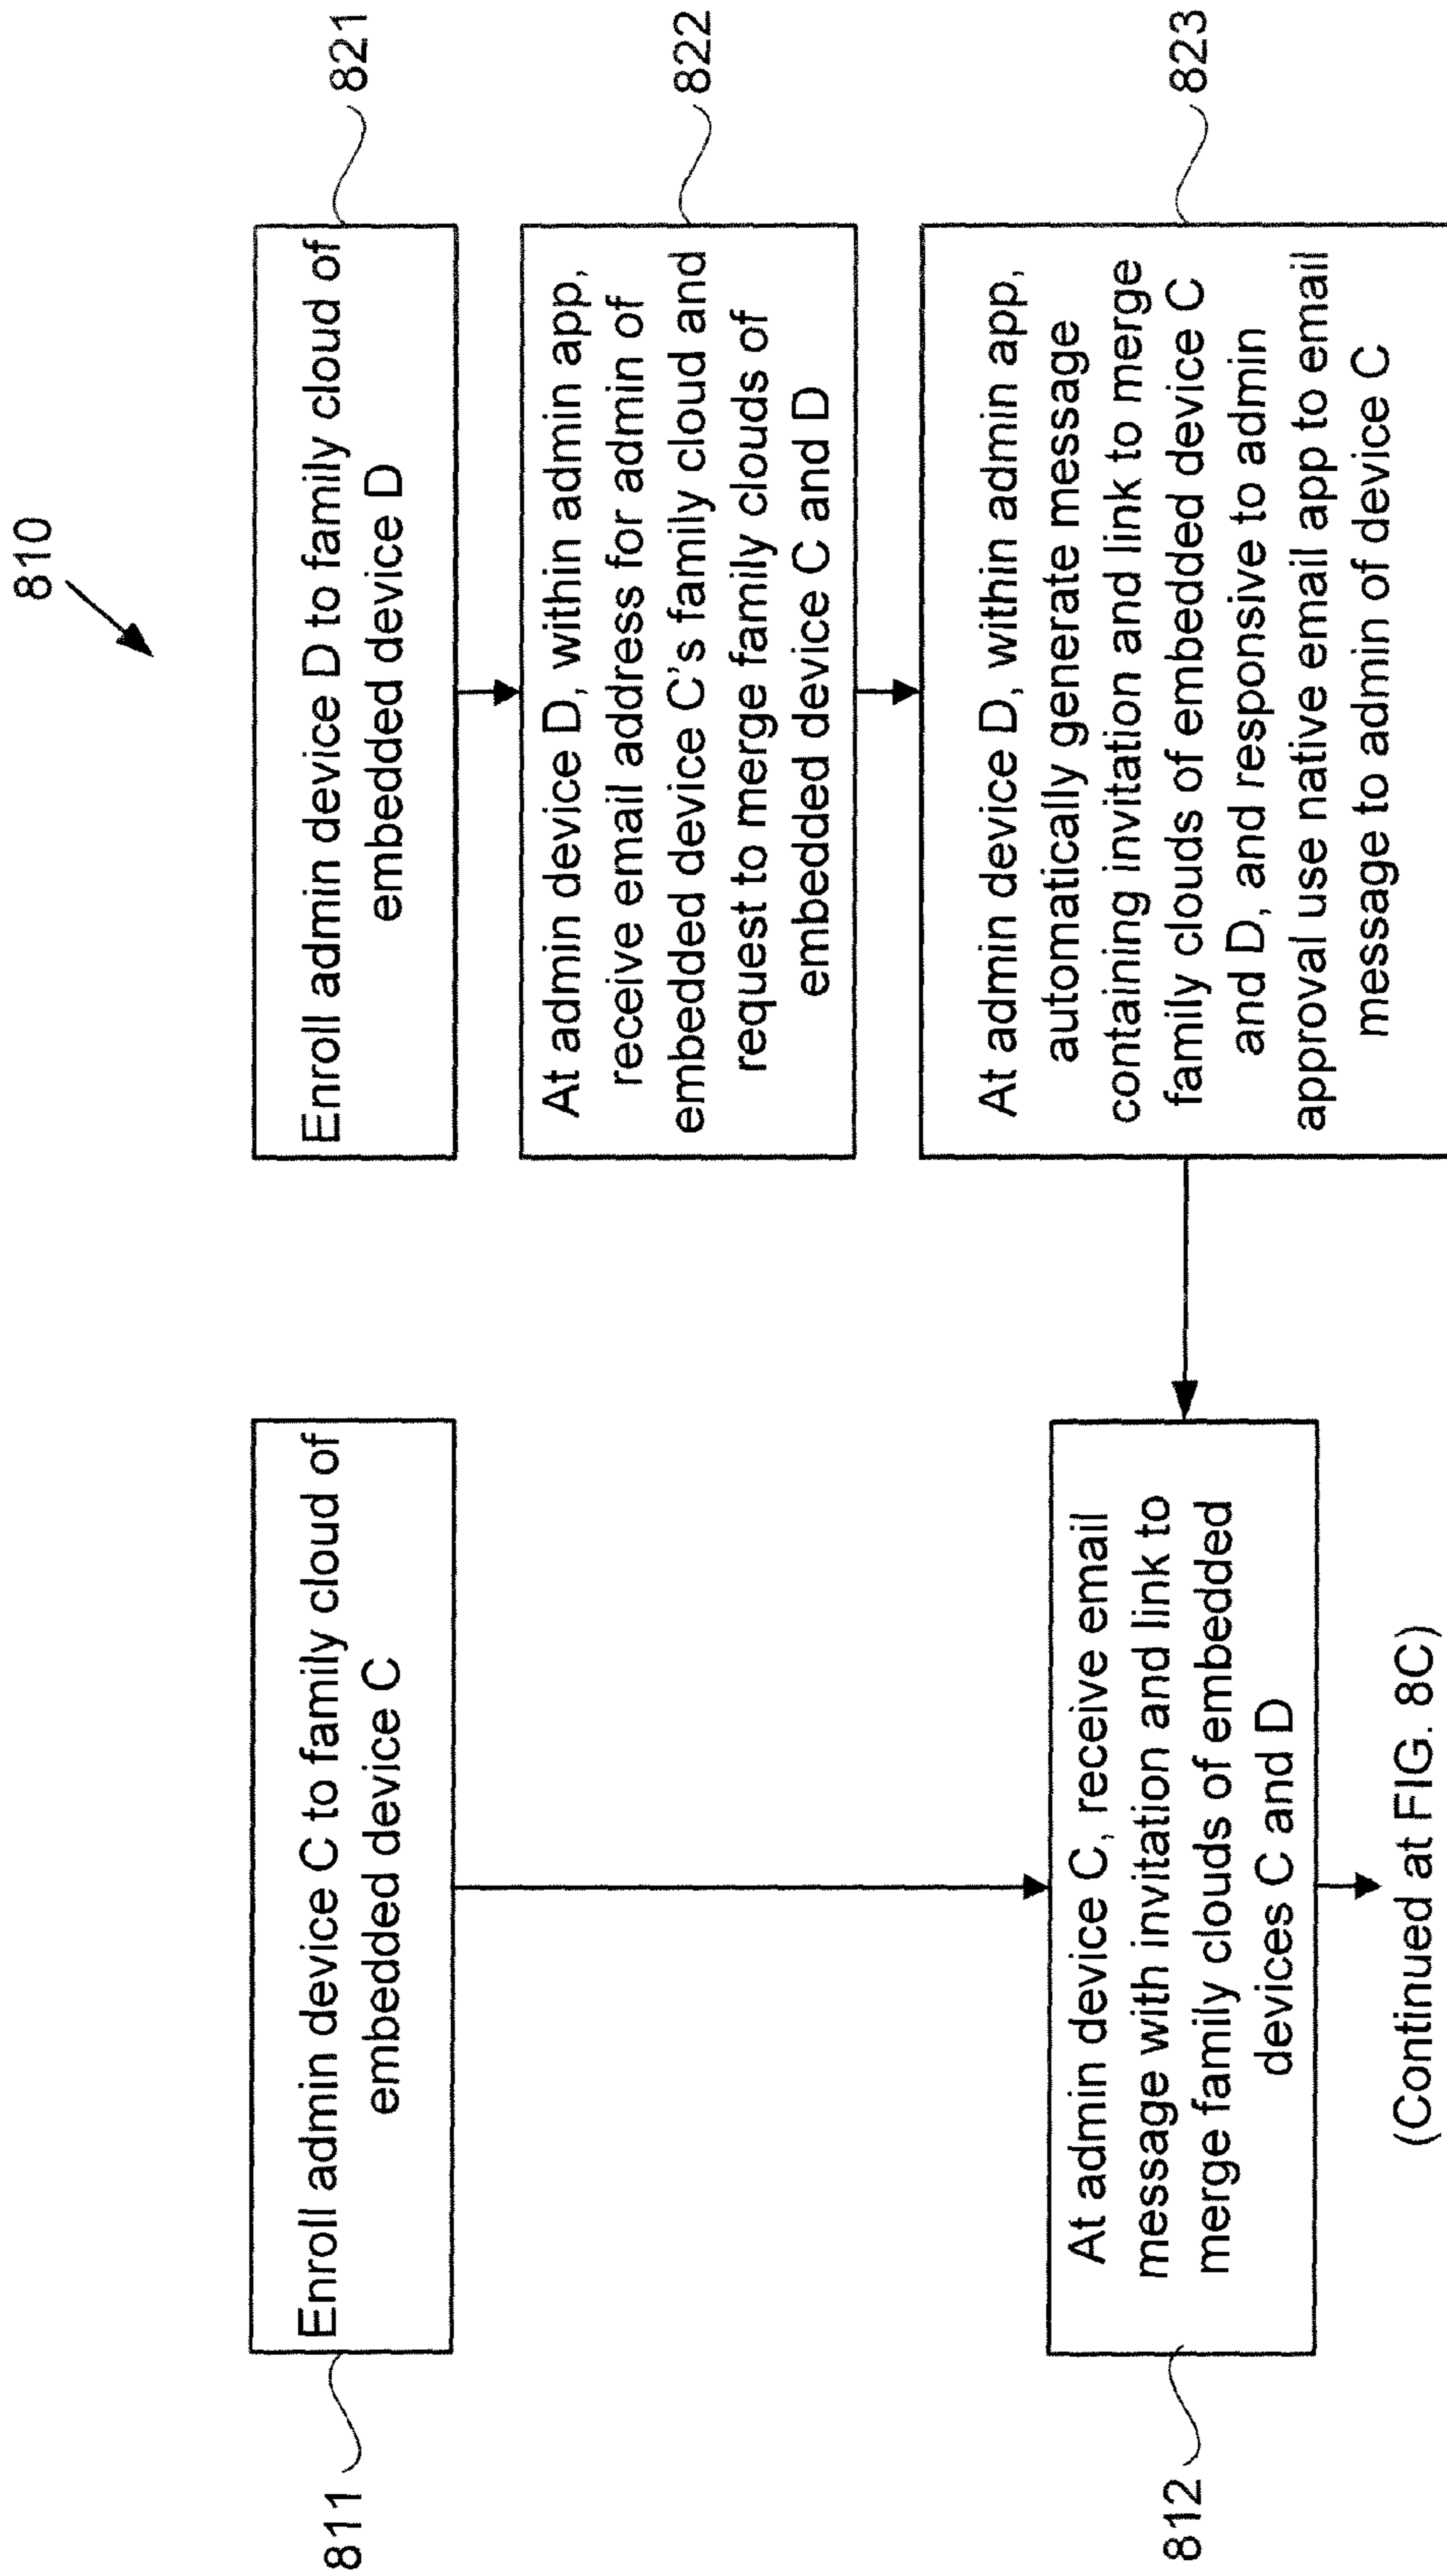 810
811
Enroll admin device C to family cloud of
embedded device C
812
At admin device C, receive email
message with invitation and link to
merge family clouds of embedded
devices C and D
(Continued at FIG. 8C)
Enroll admin device D to family cloud of
embedded device D
821
At admin device D, within admin app,
receive email address for admin of
embedded device C's family cloud and
request to merge family clouds of
embedded device C and D
822
At admin device D, within admin app,
automatically generate message
containing invitation and link to merge
family clouds of embedded device C
and D, and responsive to admin
approval use native email app to email
message to admin of device C
823